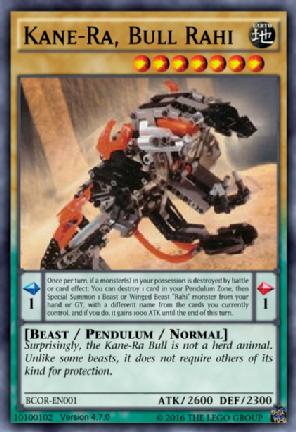 KANE-RA, BULL RAHI
EARTH
地
Once per turn, if a monster(s) in your possession is destroyed by battle
or card effect: You can destroy 1 card in your Pendulum Zone, then
Special Summon 1 Beast or Winged Beast "Rahi" monster from your
hand or GY, with a different name from the cards you currently
control, and if you do, it gains 1000 ATK until the end of this turn.
1
1
[BEAST / PENDULUM / NORMAL]
Surprisingly, the Kane-Ra Bull is not a herd animal.
Unlike some beasts, it does not require others of its
kind for protection.
BCOR-EN001
ATK/2600 DEF/2300
10100102 Version 4.7.0
©2016 THE LEGO GROUP